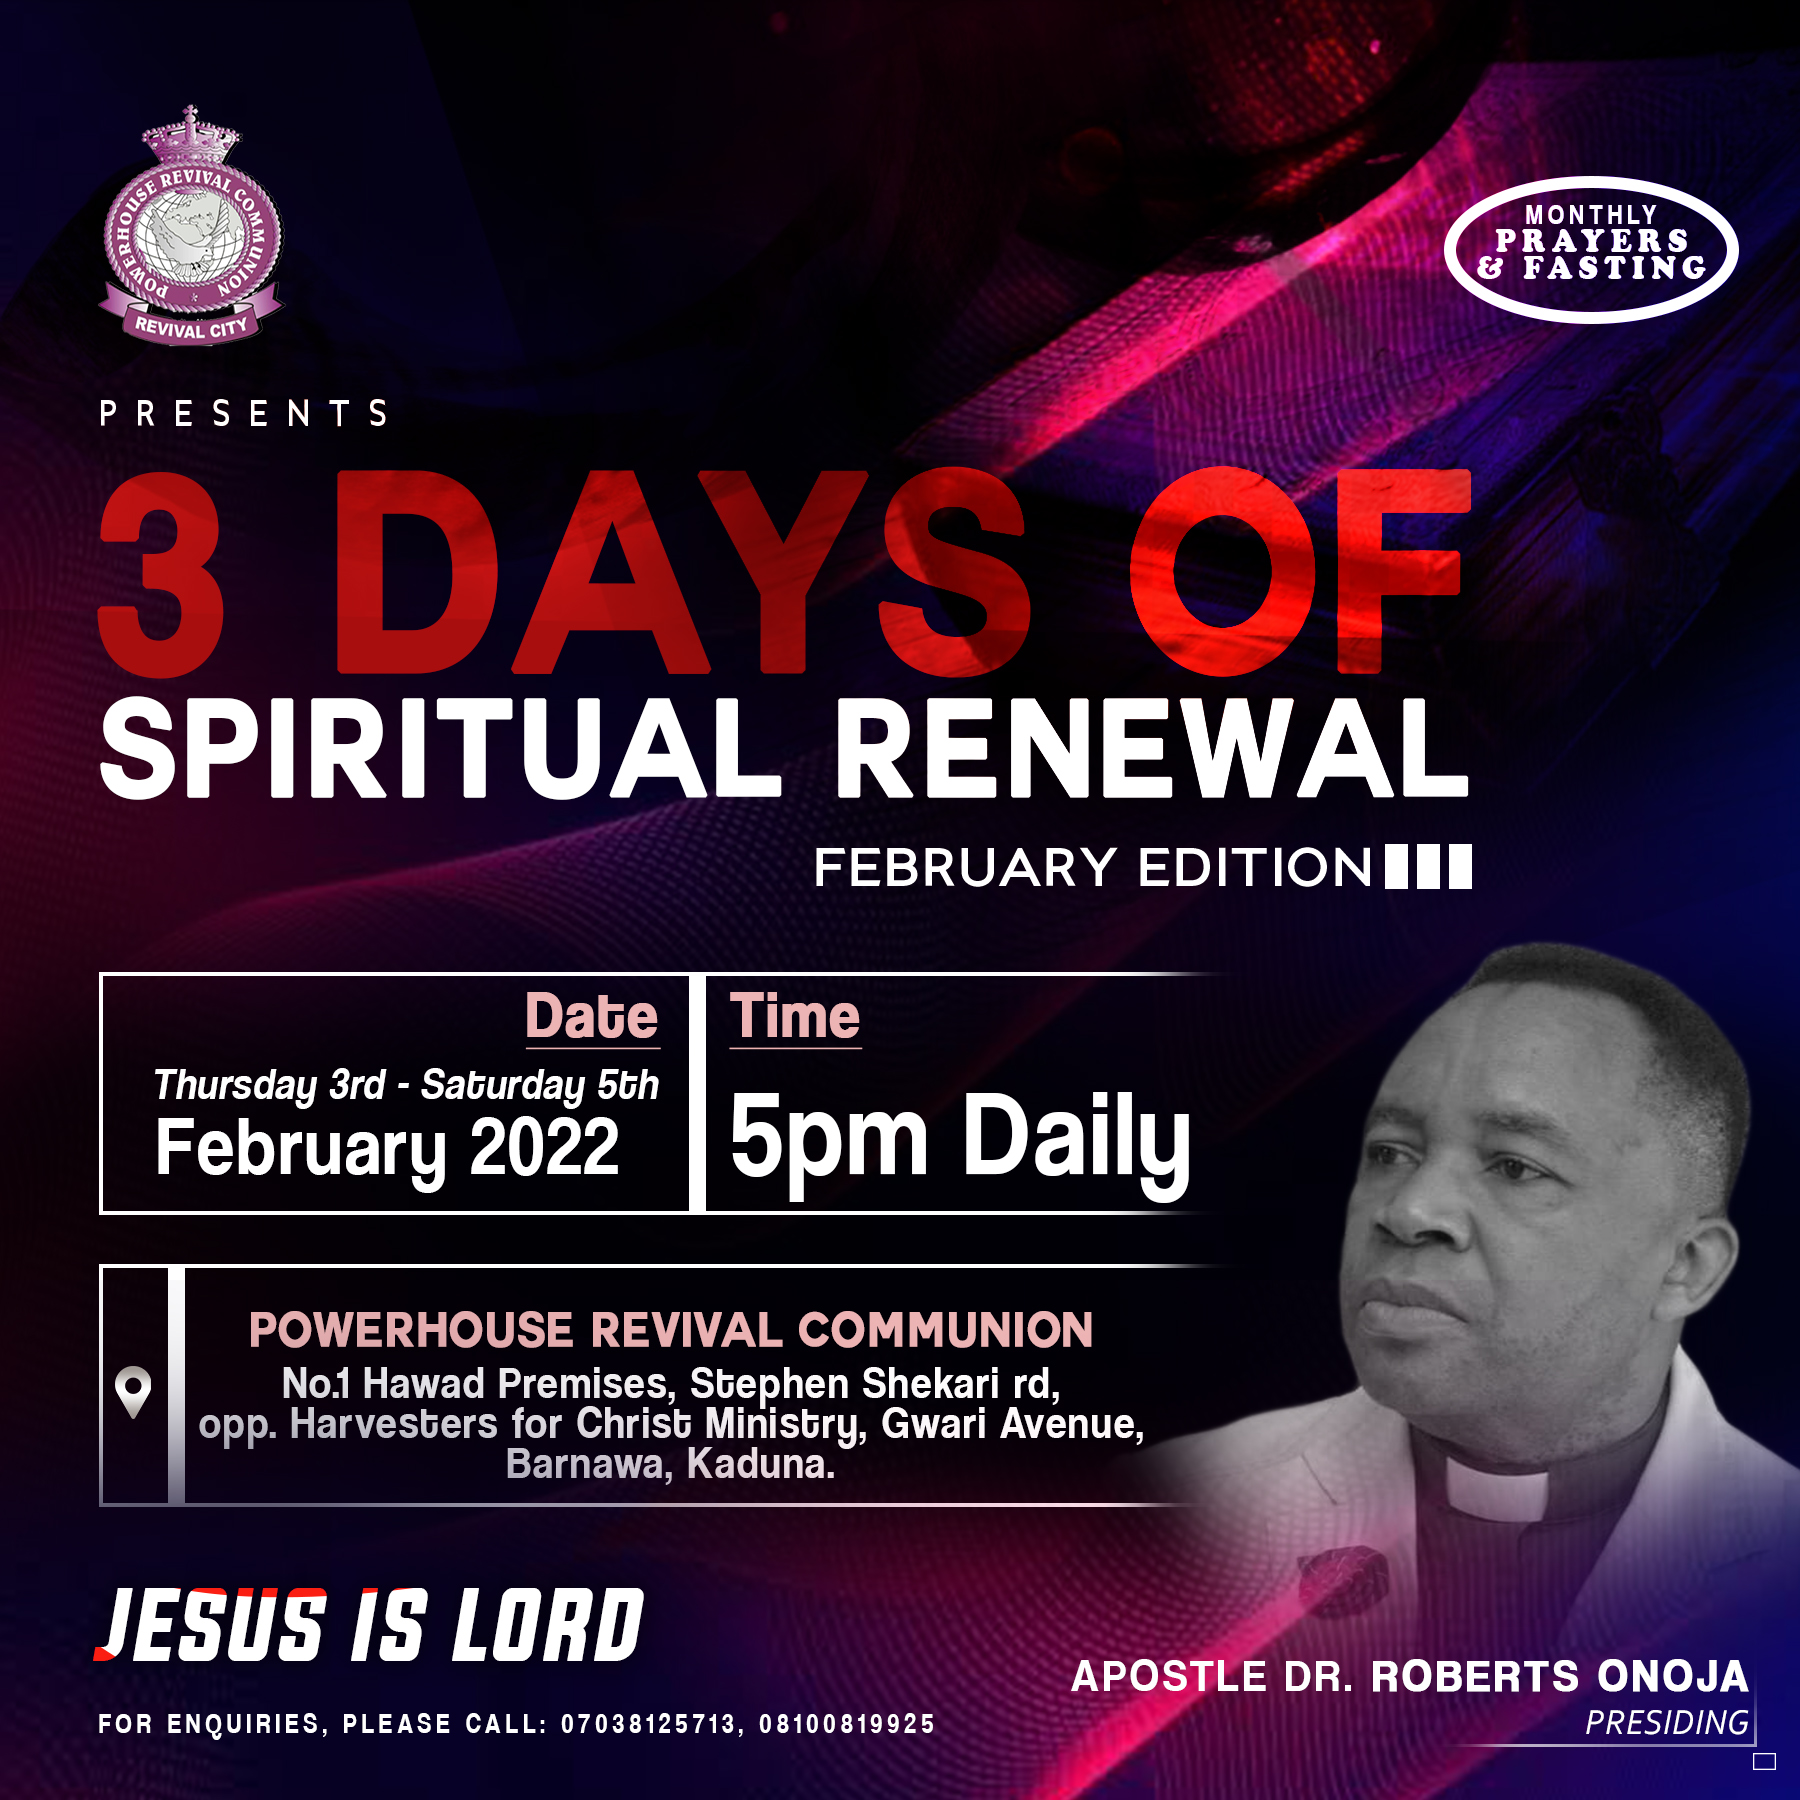 POWERHOUSE REVIVAL COMMUNION
REVIVAL CITY
MONTHLY
PRAYERS
& FASTING
PRESENTS
3 DAYS OF
SPIRITUAL RENEWAL
FEBRUARY EDITION
Date
Thursday 3rd - Saturday 5th
February 2022
Time
5pm Daily
POWERHOUSE REVIVAL COMMUNION
No.1 Hawad Premises, Stephen Shekari rd,
opp. Harvesters for Christ Ministry, Gwari Avenue,
Barnawa, Kaduna.
JESUS IS LORD
FOR ENQUIRIES, PLEASE CALL: 07038125713, 08100819925
APOSTLE DR. ROBERTS ONOJA
PRESIDING